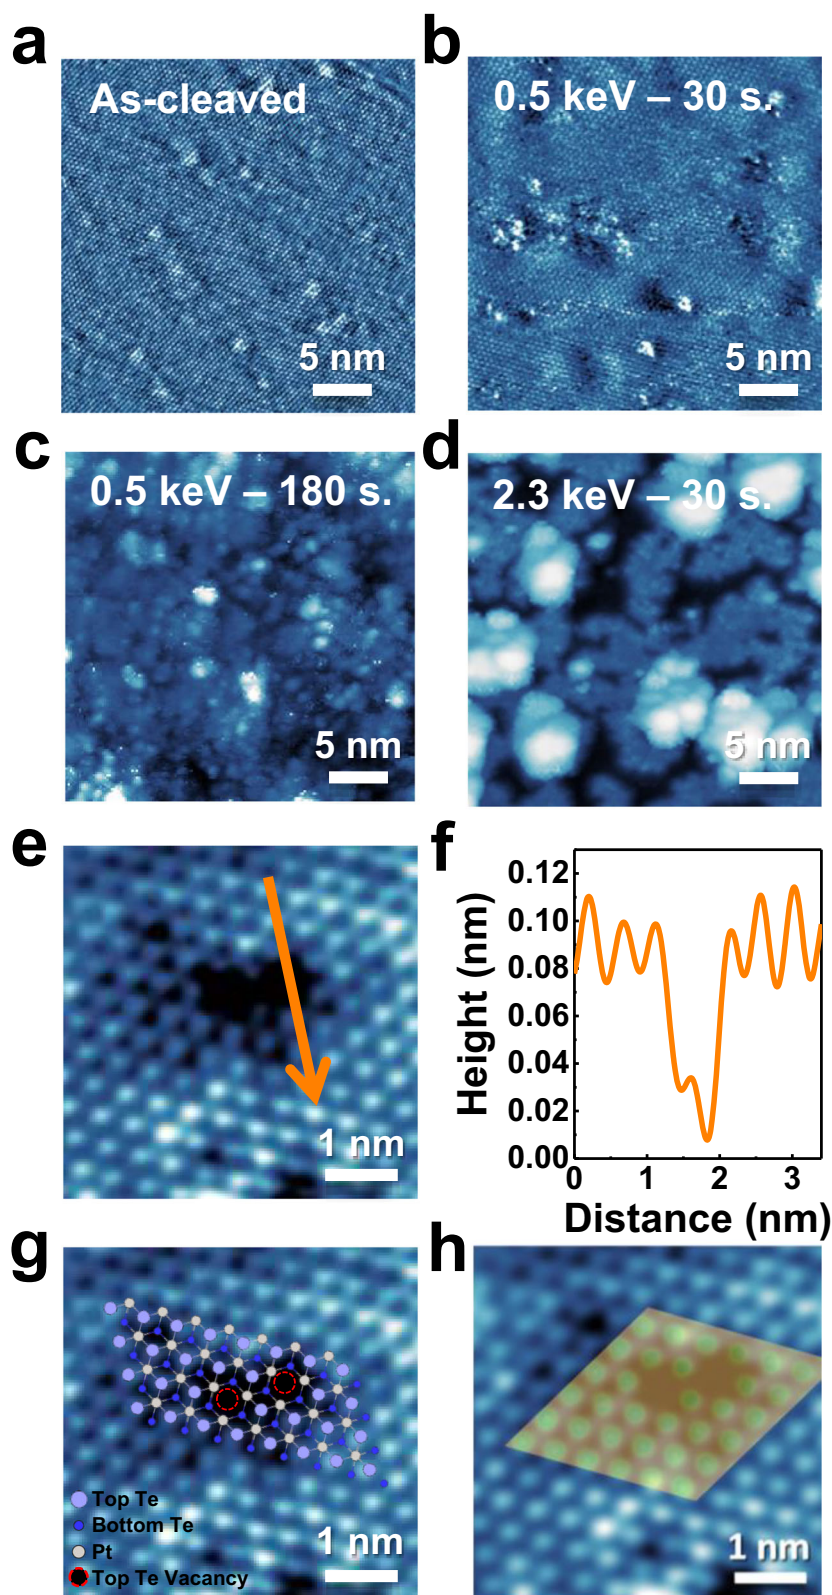 a
As-cleaved
5 nm
b
0.5 keV – 30 s.
5 nm
c
0.5 keV – 180 s.
5 nm
d
2.3 keV – 30 s.
5 nm
e
1 nm
f
Height (nm)
0.12
0.10
0.08
0.06
0.04
0.02
0.00
0 1 2 3
Distance (nm)
g
Top Te
Bottom Te
Pt
Top Te Vacancy
1 nm
h
1 nm